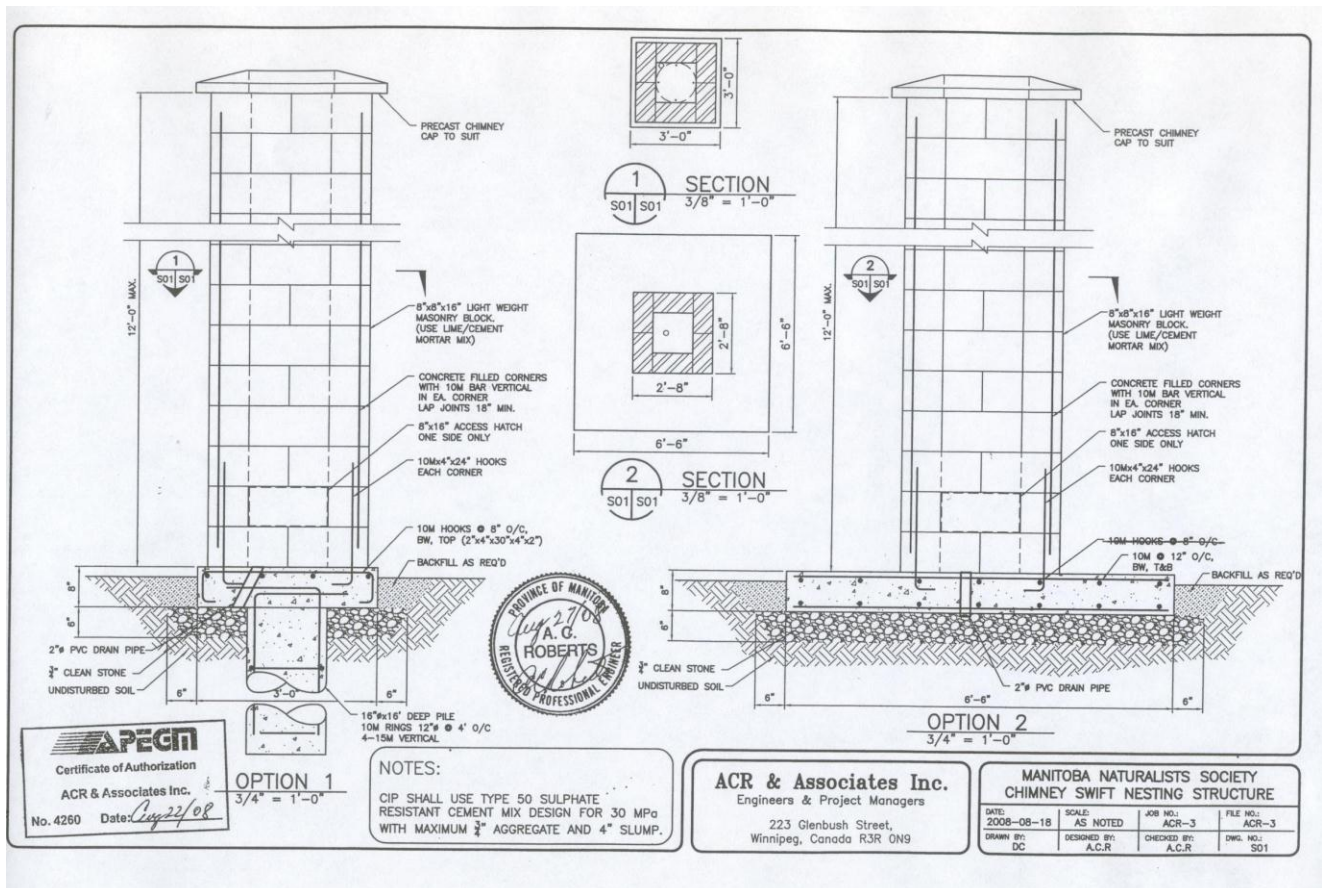 PRECAST CHIMNEY
CAP TO SUIT
12'-0" MAX.
1
S01 S01
8"x8"x16" LIGHT WEIGHT
MASONRY BLOCK.
(USE LIME/CEMENT
MORTAR MIX)
CONCRETE FILLED CORNERS
WITH 10M BAR VERTICAL
IN EA. CORNER
LAP JOINTS 18" MIN.
8"x16" ACCESS HATCH
ONE SIDE ONLY
10Mx4"x24" HOOKS
EACH CORNER
10M HOOKS @ 8" O/C,
BW, TOP (2"x4"x30"x4"x2")
BACKFILL AS REQ'D
8"
6"
2"ø PVC DRAIN PIPE
3/4" CLEAN STONE
UNDISTURBED SOIL
6"
3'-0"
6"
16"øx16' DEEP PILE
10M RINGS 12"ø @ 4' O/C
4-15M VERTICAL
OPTION 1
3/4" = 1'-0"
3'-0"
3'-0"
1
S01 S01
SECTION
3/8" = 1'-0"
2'-8"
2'-8"
6'-6"
6'-6"
2
S01 S01
SECTION
3/8" = 1'-0"
PRECAST CHIMNEY
CAP TO SUIT
12'-0" MAX.
2
S01 S01
8"x8"x16" LIGHT WEIGHT
MASONRY BLOCK.
(USE LIME/CEMENT
MORTAR MIX)
CONCRETE FILLED CORNERS
WITH 10M BAR VERTICAL
IN EA. CORNER
LAP JOINTS 18" MIN.
8"x16" ACCESS HATCH
ONE SIDE ONLY
10Mx4"x24" HOOKS
EACH CORNER
10M HOOKS @ 8" O/C,
10M @ 12" O/C,
BW, T&B
BACKFILL AS REQ'D
8"
6"
3/4" CLEAN STONE
UNDISTURBED SOIL
6"
6'-6"
6"
2"ø PVC DRAIN PIPE
OPTION 2
3/4" = 1'-0"
PROVINCE OF MANITOBA
Aug 27/08
A. C.
ROBERTS
REGISTERED PROFESSIONAL ENGINEER
APEGM
Certificate of Authorization
ACR & Associates Inc.
No. 4260 Date: Aug 22/08
NOTES:
CIP SHALL USE TYPE 50 SULPHATE
RESISTANT CEMENT MIX DESIGN FOR 30 MPa
WITH MAXIMUM 3/4" AGGREGATE AND 4" SLUMP.
ACR & Associates Inc.
Engineers & Project Managers
223 Glenbush Street,
Winnipeg, Canada R3R 0N9
MANITOBA NATURALISTS SOCIETY
CHIMNEY SWIFT NESTING STRUCTURE
DATE: 2008-08-18
SCALE: AS NOTED
JOB NO.: ACR-3
FILE NO.: ACR-3
DRAWN BY: DC
DESIGNED BY: A.C.R
CHECKED BY: A.C.R
DWG. NO.: S01